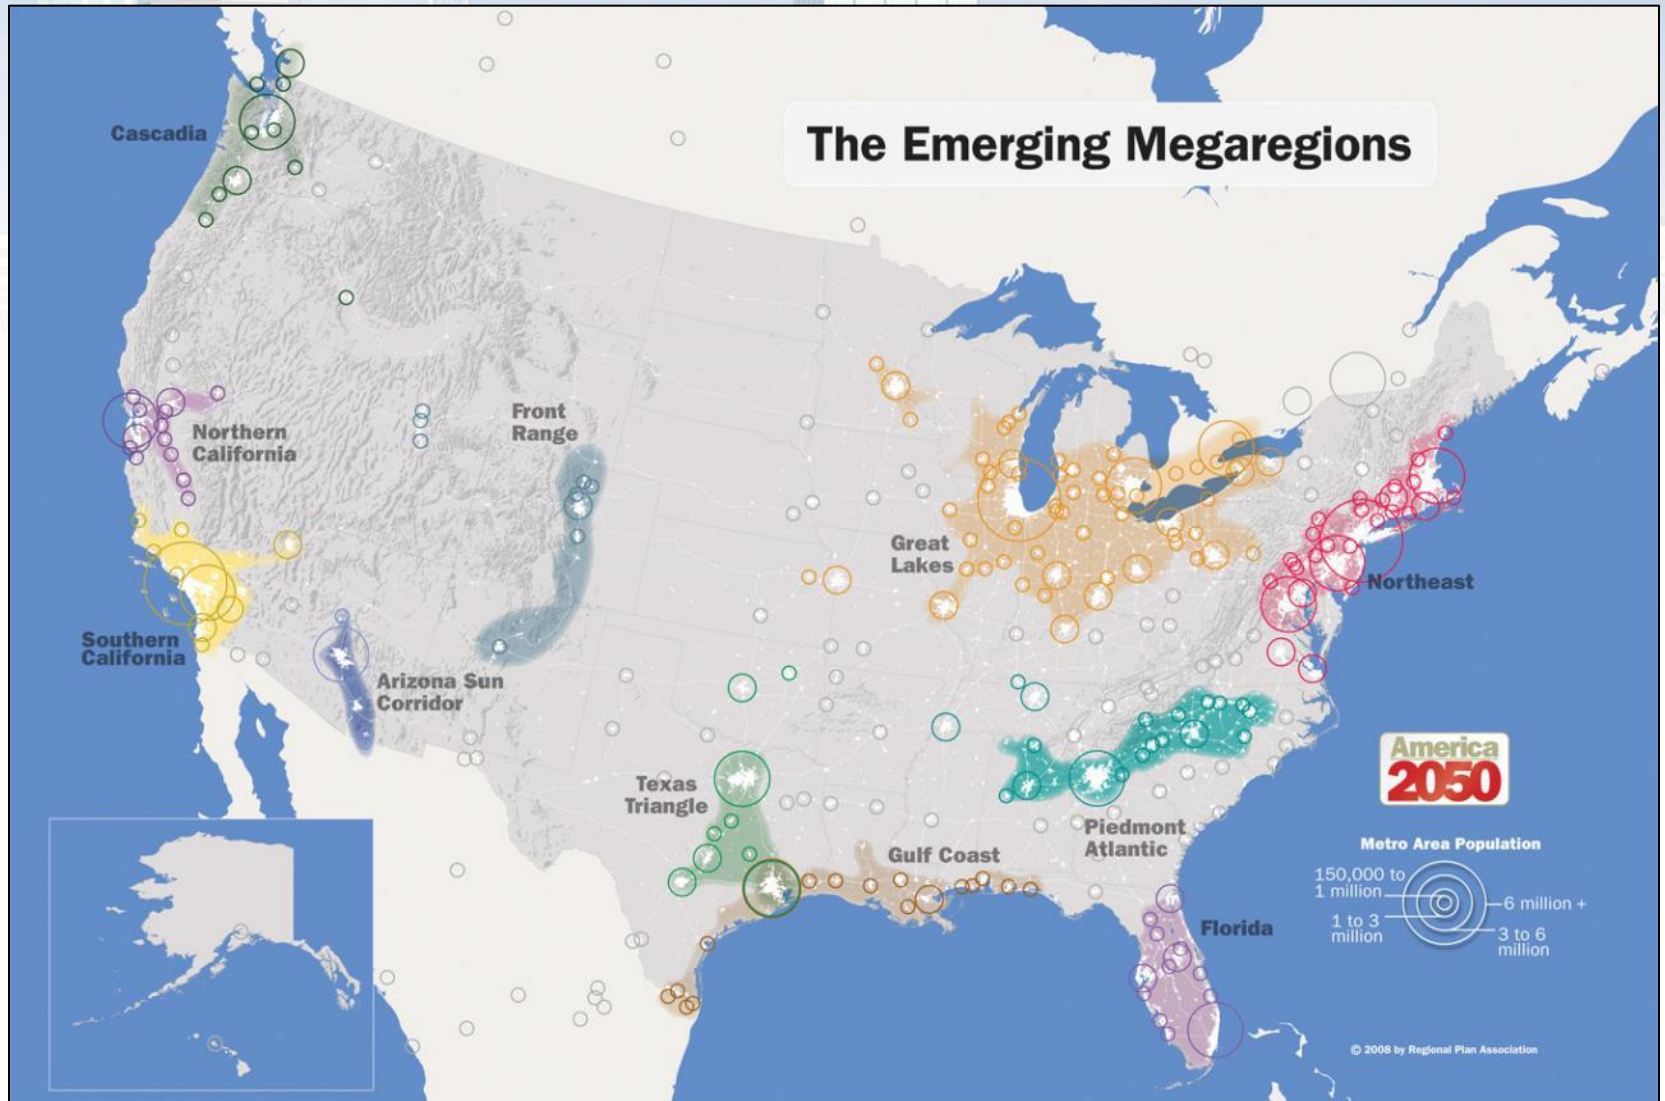 The Emerging Megaregions
Cascadia
Front
Range
Northern
California
Great
Lakes
Northeast
Southern
California
Arizona Sun
Corridor
Texas
Triangle
Piedmont
Atlantic
Gulf Coast
Florida
America
2050
Metro Area Population
150,000 to
1 million
6 million +
1 to 3
million
3 to 6
million
© 2008 by Regional Plan Association